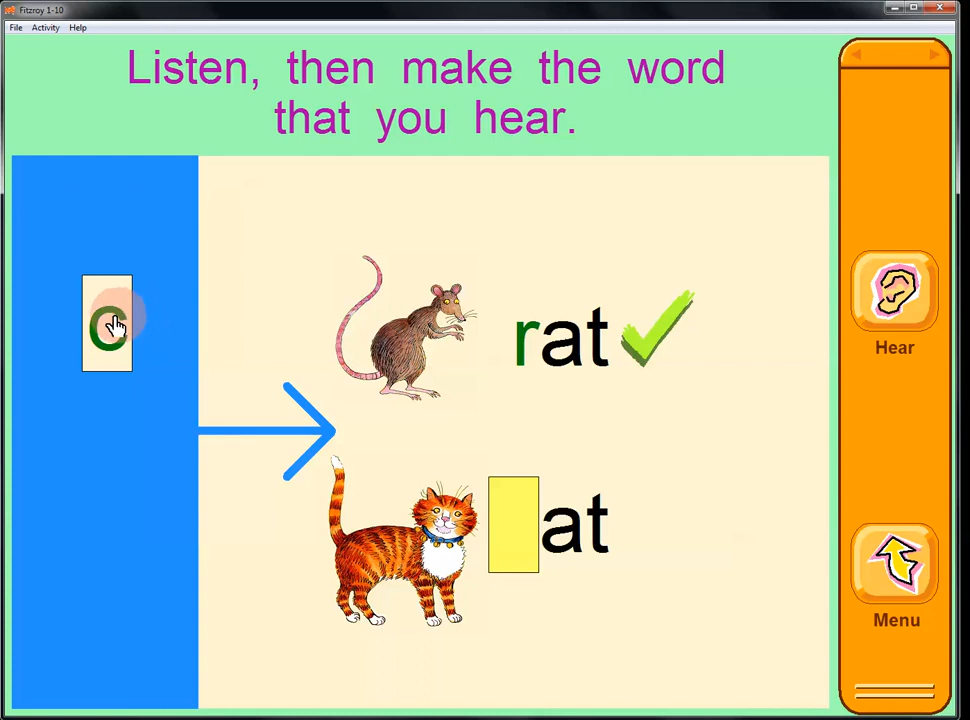 Fitzroy 1-10
File Activity Help
Listen, then make the word
that you hear.
c
rat
at
Hear
Menu